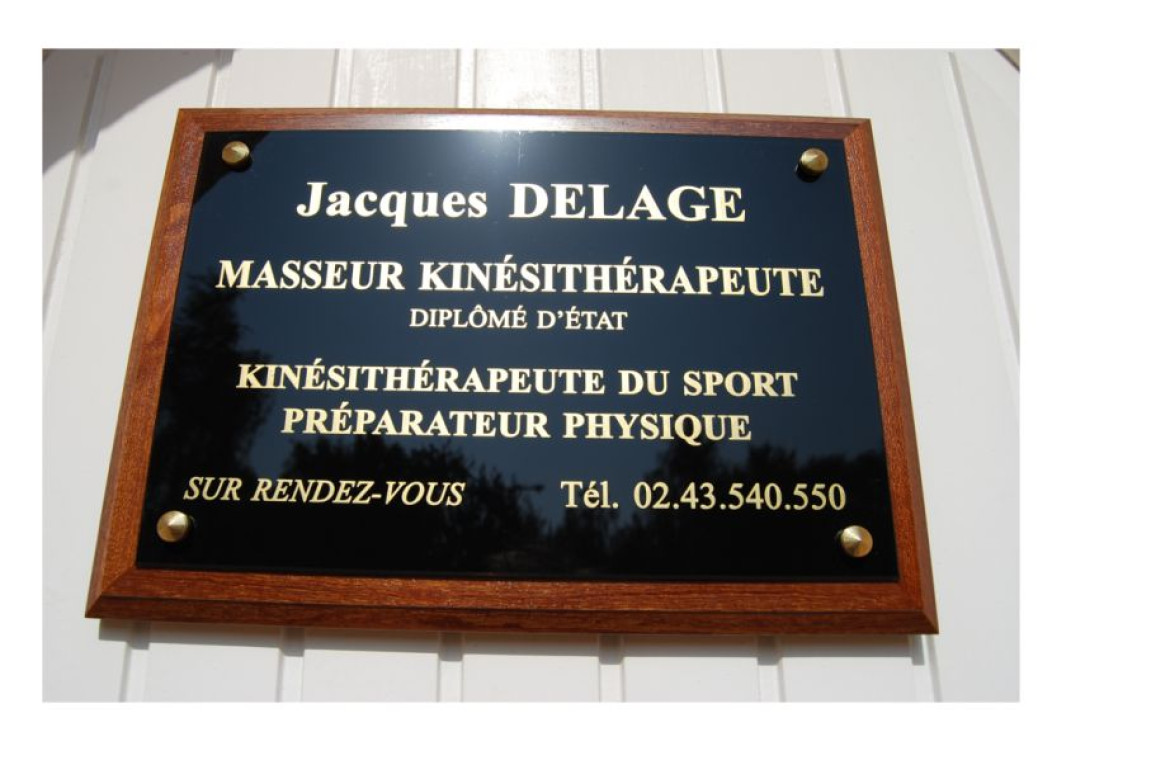 Jacques DELAGE
MASSEUR KINÉSITHÉRAPEUTE
DIPLÔMÉ D'ÉTAT
KINÉSITHÉRAPEUTE DU SPORT
PRÉPARATEUR PHYSIQUE
SUR RENDEZ-VOUS Tél. 02.43.540.550